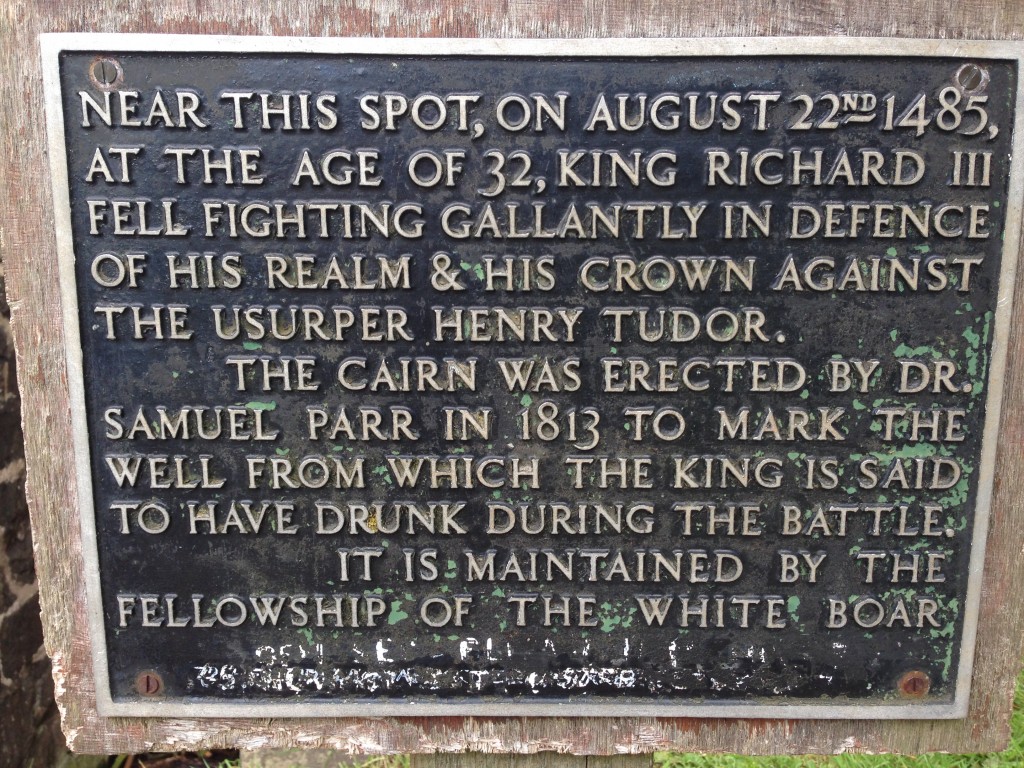 NEAR THIS SPOT, ON AUGUST 22ND 1485,
AT THE AGE OF 32, KING RICHARD III
FELL FIGHTING GALLANTLY IN DEFENCE
OF HIS REALM & HIS CROWN AGAINST
THE USURPER HENRY TUDOR.
THE CAIRN WAS ERECTED BY DR.
SAMUEL PARR IN 1813 TO MARK THE
WELL FROM WHICH THE KING IS SAID
TO HAVE DRUNK DURING THE BATTLE.
IT IS MAINTAINED BY THE
FELLOWSHIP OF THE WHITE BOAR